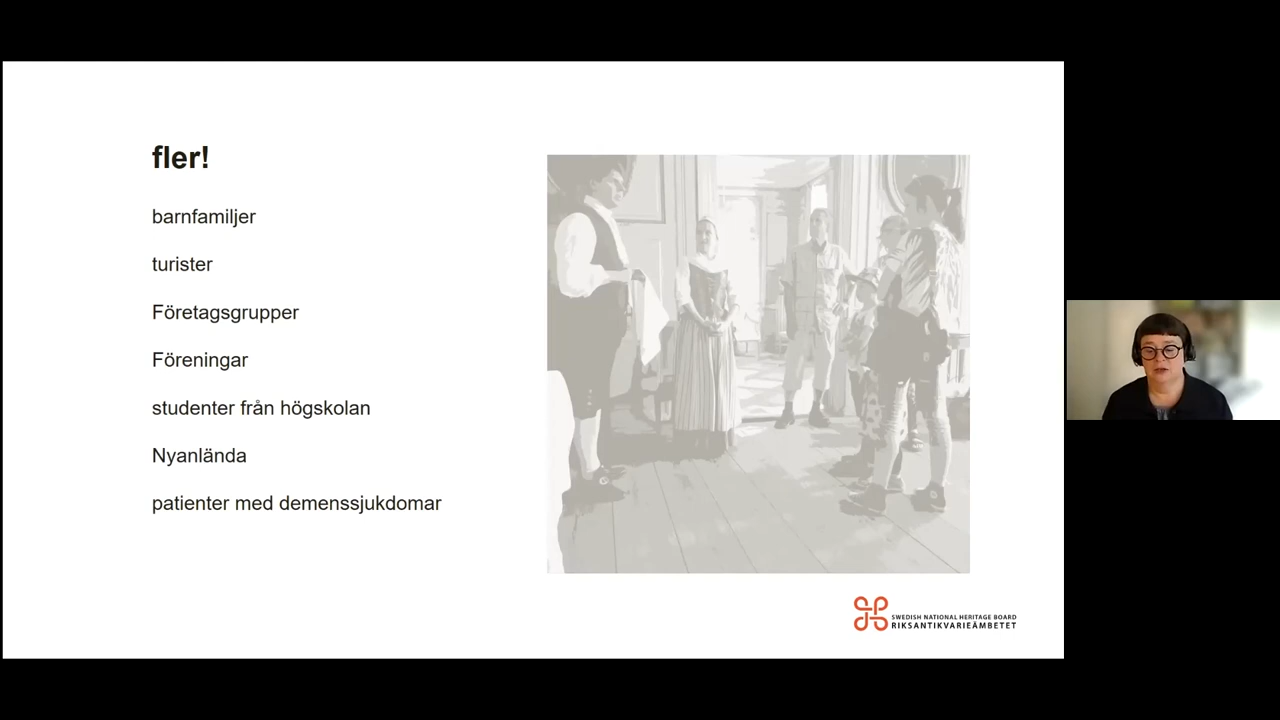 fler!
barnfamiljer
turister
Företagsgrupper
Föreningar
studenter från högskolan
Nyanlända
patienter med demenssjukdomar
SWEDISH NATIONAL HERITAGE BOARD
RIKSANTIKVARIEÄMBETET